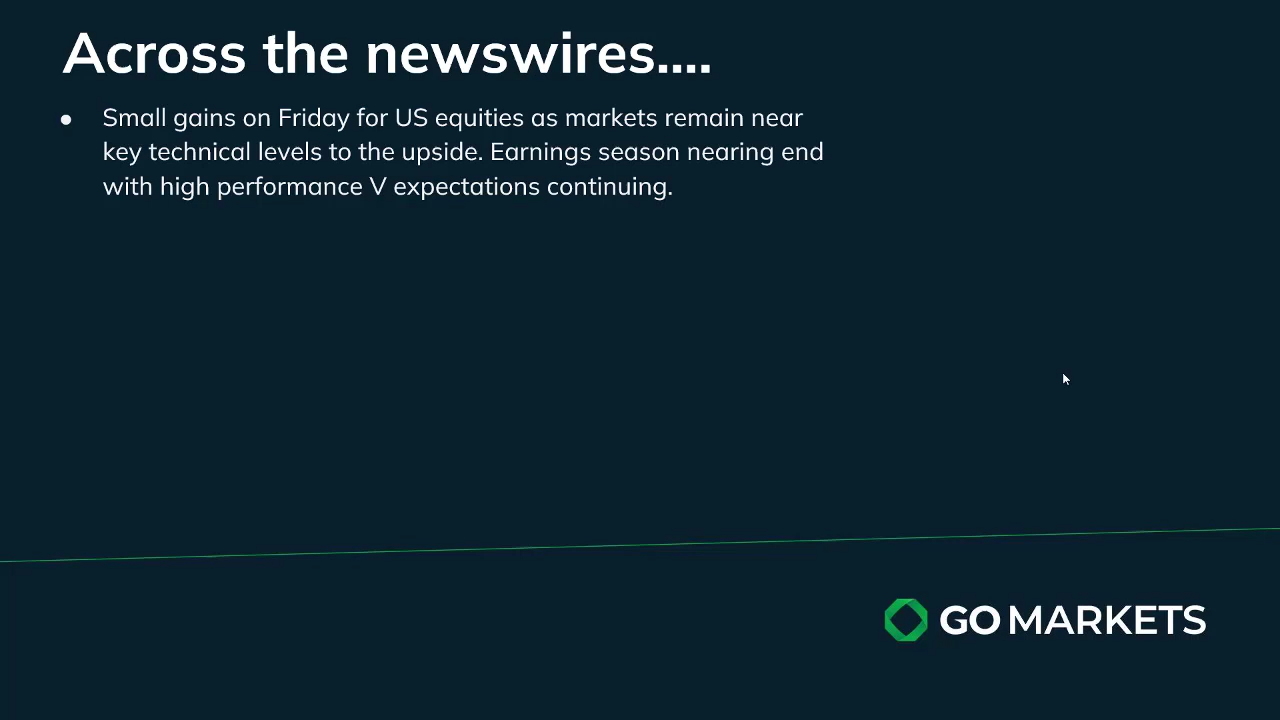 Across the newswires....
● Small gains on Friday for US equities as markets remain near
key technical levels to the upside. Earnings season nearing end
with high performance V expectations continuing.
GO MARKETS